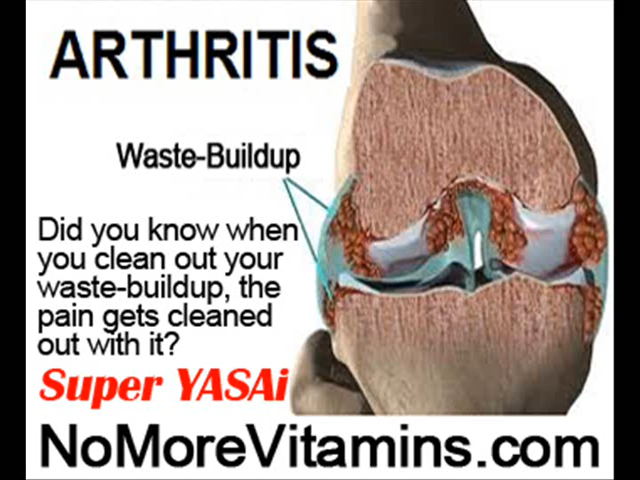 ARTHRITIS
Waste-Buildup
Did you know when
you clean out your
waste-buildup, the
pain gets cleaned
out with it?
Super YASAi
NoMoreVitamins.com